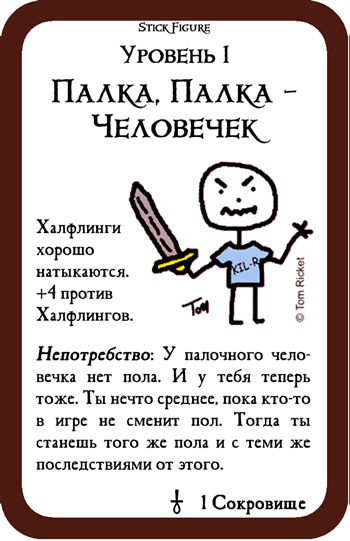 Stick Figure
Уровень 1
Палка, Палка –
Человечек
Халфлинги
хорошо
натыкаются.
+4 против
Халфлингов.
KIL-R
Tom
© Tom Ricket
Непотребство: У палочного чело-
вечка нет пола. И у тебя теперь
тоже. Ты нечто среднее, пока кто-то
в игре не сменит пол. Тогда ты
станешь того же пола и с теми же
последствиями от этого.
1 Сокровище